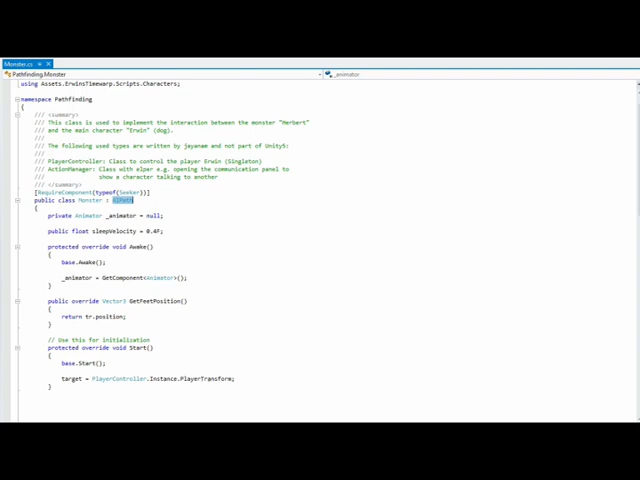 Monster.cs
Pathfinding.Monster
_animator
using Assets.ErwinsTimewarp.Scripts.Characters;
namespace Pathfinding
{
/// <summary>
/// This class is used to implement the interaction between the monster "Herbert"
/// and the main character "Erwin" (dog).
///
/// The following used types are written by jayanam and not part of Unity5:
///
/// PlayerController: Class to control the player Erwin (Singleton)
/// ActionManager: Class with elper e.g. opening the communication panel to
/// show a character talking to another
/// </summary>
[RequireComponent(typeof(Seeker))]
public class Monster : AIPath
{
private Animator _animator = null;
public float sleepVelocity = 0.4F;
protected override void Awake()
{
base.Awake();
_animator = GetComponent<Animator>();
}
public override Vector3 GetFeetPosition()
{
return tr.position;
}
// Use this for initialization
protected override void Start()
{
base.Start();
target = PlayerController.Instance.PlayerTransform;
}